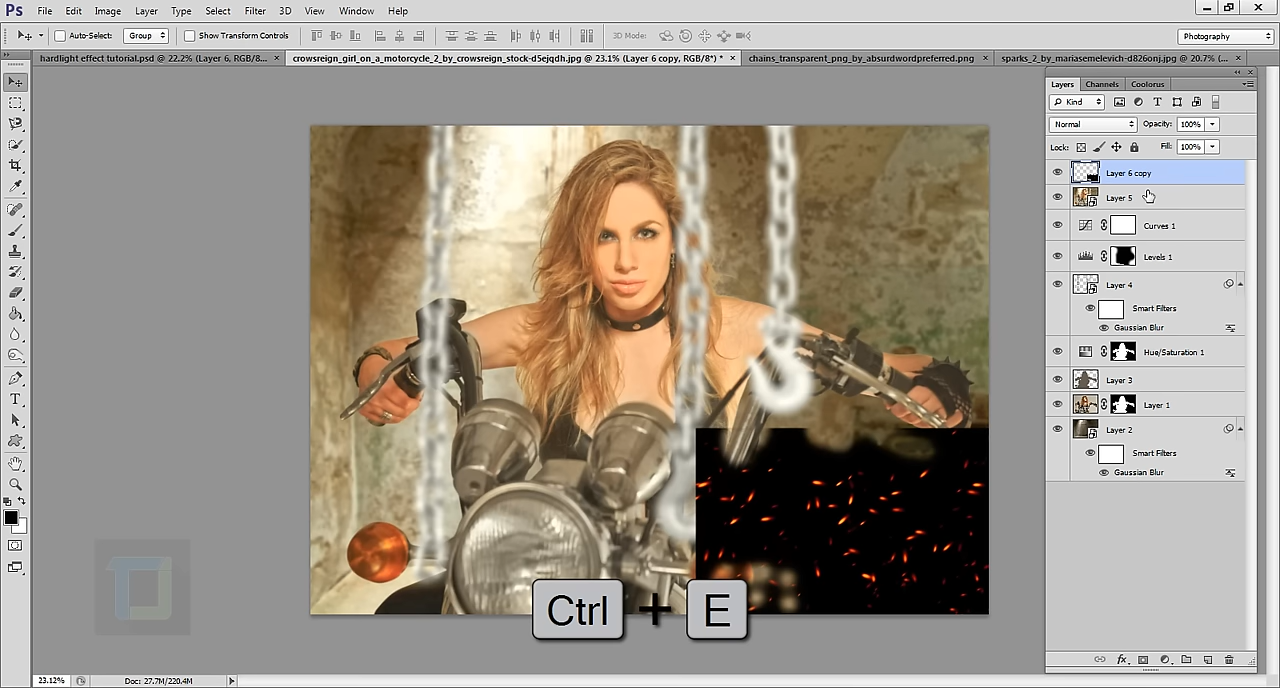 Ps File Edit Image Layer Type Select Filter 3D View Window Help
Auto-Select: Group Show Transform Controls 3D Mode: Photography
hardlight effect tutorial.psd @ 22.2% (Layer 6, RGB/8... × crowsreign_girl_on_a_motorcycle_2_by_crowsreign_stock-d5ejqdh.jpg @ 23.1% (Layer 6 copy, RGB/8*) * × chains_transparent_png_by_absurdwordpreferred.png × sparks_2_by_mariasemelevich-d826onj.jpg @ 20.7% (... ×
Layers Channels Coolorus
Kind
Normal Opacity: 100%
Lock: Fill: 100%
Layer 6 copy
Layer 5
Curves 1
Levels 1
Layer 4
Smart Filters
Gaussian Blur
Hue/Saturation 1
Layer 3
Layer 1
Layer 2
Smart Filters
Gaussian Blur
Ctrl + E
23.12% Doc: 27.7M/220.4M